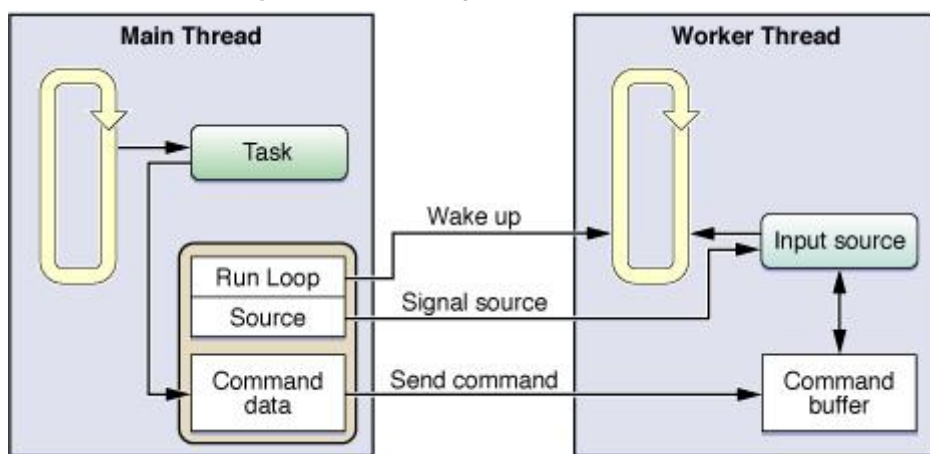 Main Thread
Worker Thread
Task
Wake up
Input source
Run Loop
Source
Signal source
Command
data
Send command
Command
buffer